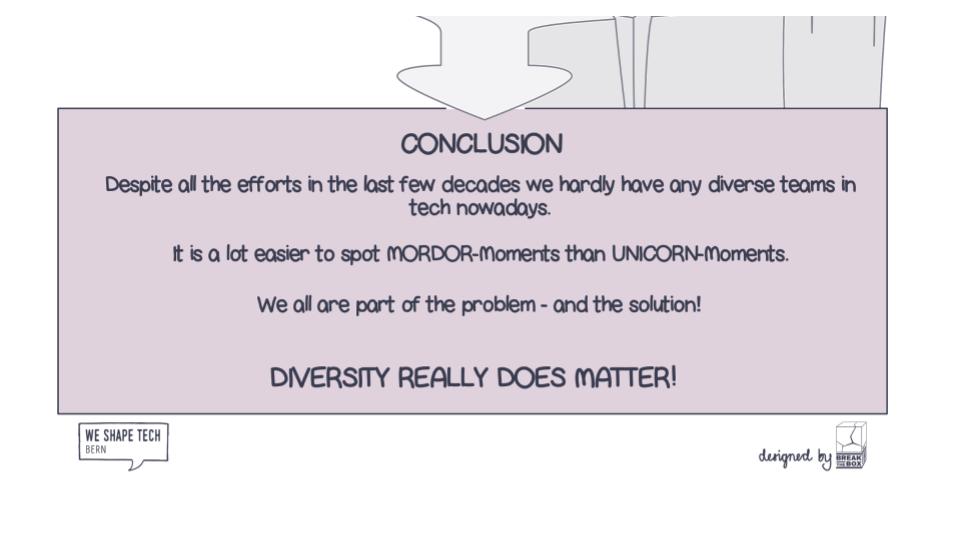 CONCLUSION
Despite all the efforts in the last few decades we hardly have any diverse teams in
tech nowadays.
It is a lot easier to spot MORDOR-Moments than UNICORN-Moments.
We all are part of the problem - and the solution!
DIVERSITY REALLY DOES MATTER!
WE SHAPE TECH
BERN
designed by
BREAK
THE BOX